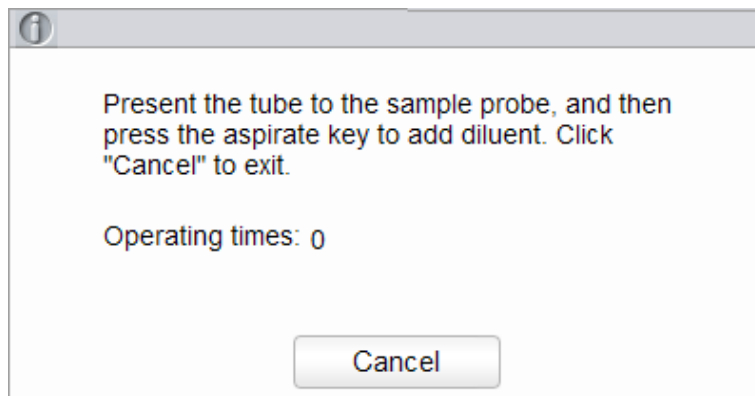 Present the tube to the sample probe, and then
press the aspirate key to add diluent. Click
"Cancel" to exit.
Operating times: 0
Cancel